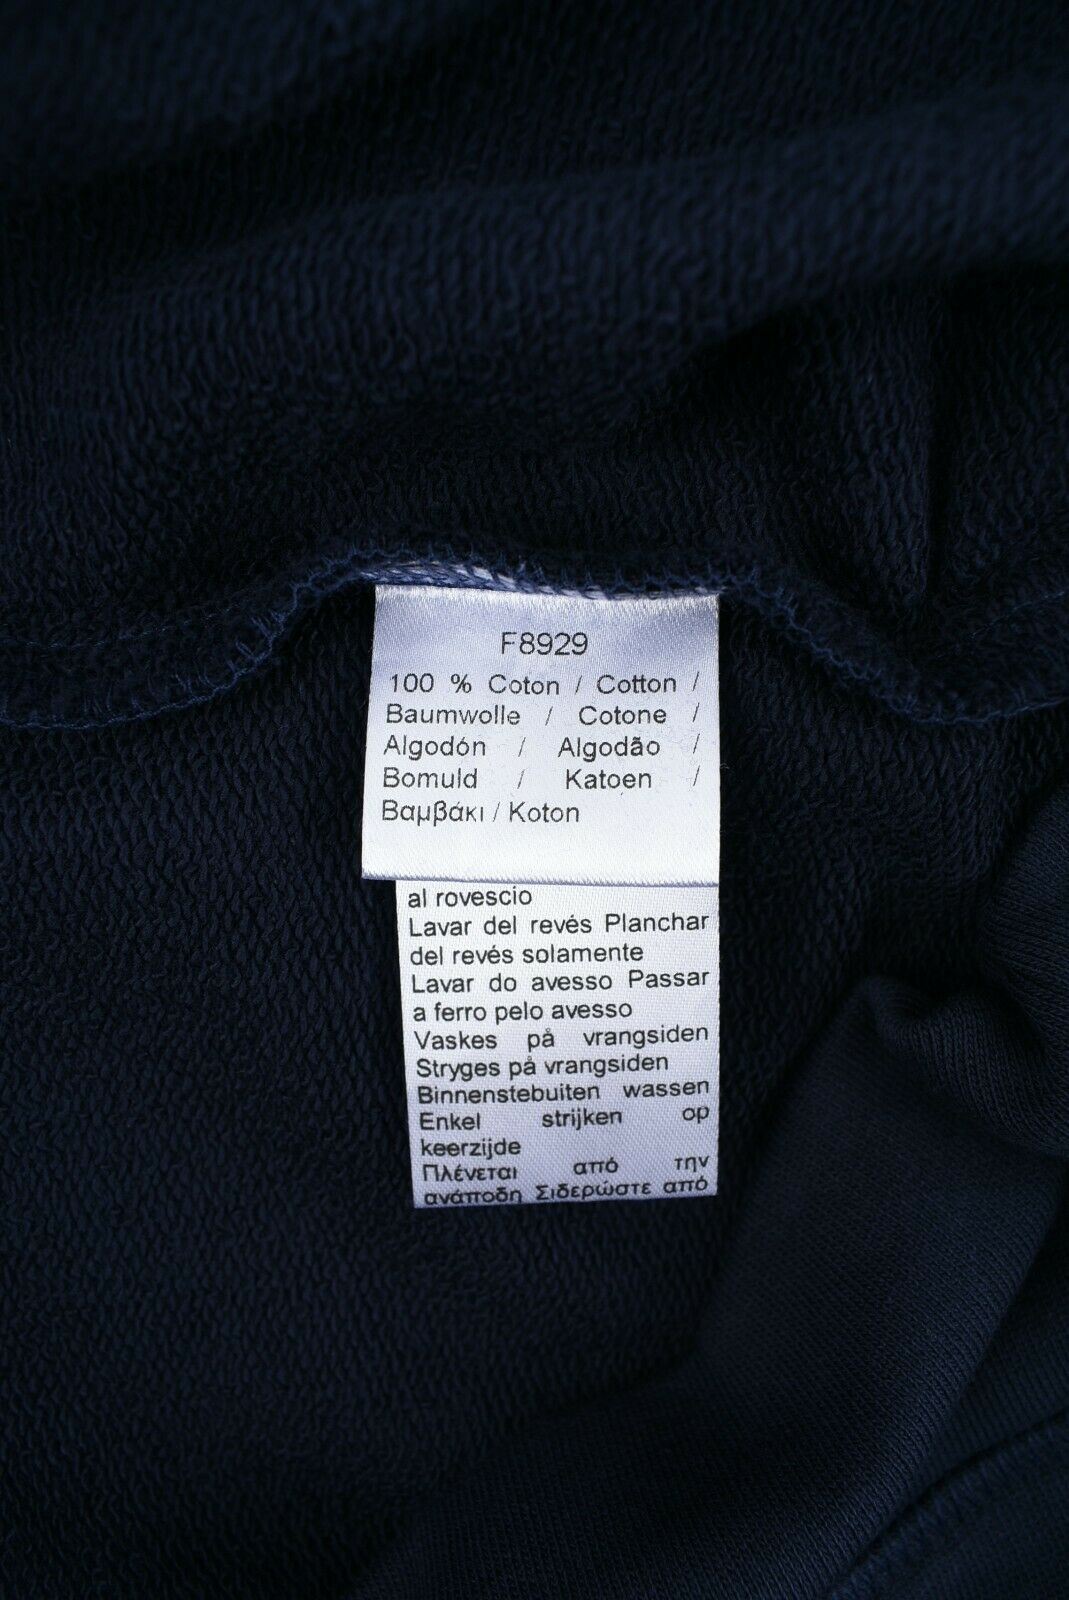 F8929
100 % Coton / Cotton /
Baumwolle / Cotone /
Algodón / Algodão /
Bomuld / Katoen /
Βαμβάκι / Koton
al rovescio
Lavar del revés Planchar
del revés solamente
Lavar do avesso Passar
a ferro pelo avesso
Vaskes på vrangsiden
Stryges på vrangsiden
Binnenstebuiten wassen
Enkel strijken op
keerzijde
Πλένεται από την
ανάποδη Σιδερώστε από